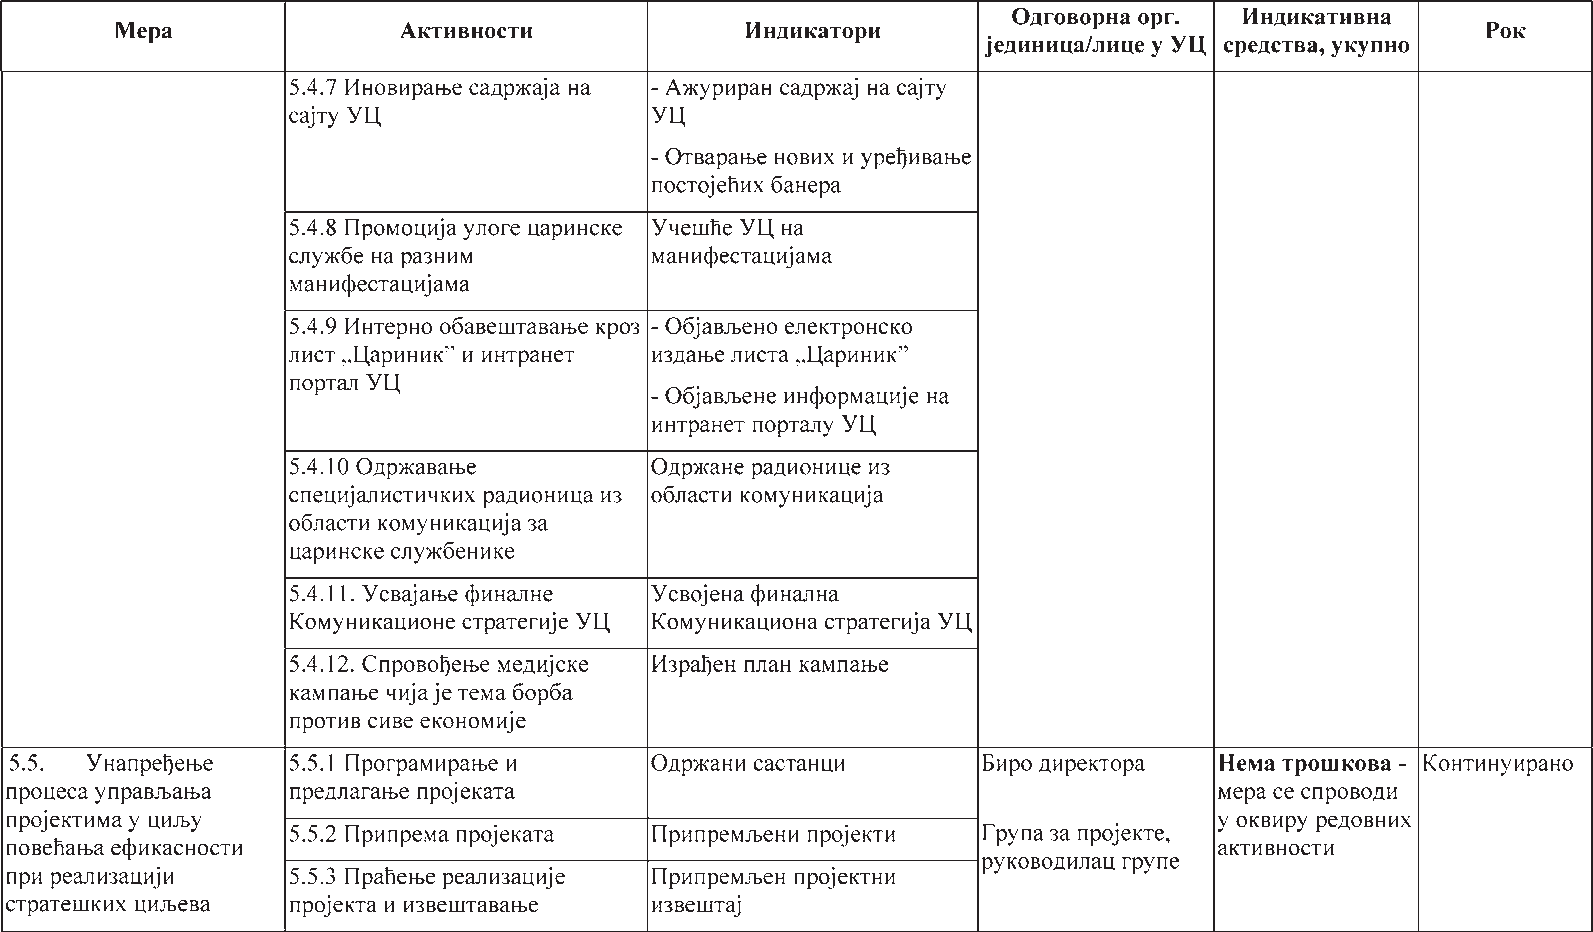 Мера
Активности
Индикатори
Одговорна орг.
јединица/лице у УЦ
Индикативна
средства, укупно
Рок
5.4.7 Иновирање садржаја на
сајту УЦ
- Ажуриран садржај на сајту
УЦ
- Отварање нових и уређивање
постојећих банера
5.4.8 Промоција улоге царинске
службе на разним
манифестацијама
Учешће УЦ на
манифестацијама
5.4.9 Интерно обавештавање кроз
лист „Цариник” и интранет
портал УЦ
- Објављено електронско
издање листа „Цариник”
- Објављене информације на
интранет порталу УЦ
5.4.10 Одржавање
специјалистичких радионица из
области комуникација за
царинске службенике
Одржане радионице из
области комуникација
5.4.11. Усвајање финалне
Комуникационе стратегије УЦ
Усвојена финална
Комуникациона стратегија УЦ
5.4.12. Спровођење медијске
кампање чија је тема борба
против сиве економије
Израђен план кампање
5.5. Унапређење
процеса управљања
пројектима у циљу
повећања ефикасности
при реализацији
стратешких циљева
5.5.1 Програмирање и
предлагање пројеката
Одржани састанци
5.5.2 Припрема пројеката
Припремљени пројекти
5.5.3 Праћење реализације
пројекта и извештавање
Припремљен пројектни
извештај
Биро директора
Група за пројекте,
руководилац групе
Нема трошкова -
мера се спроводи
у оквиру редовних
активности
Континуирано